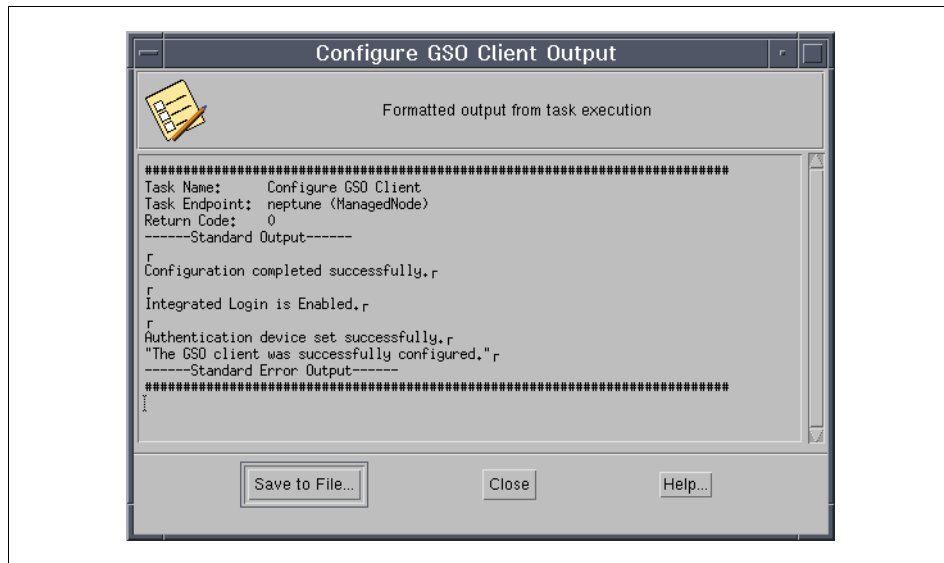 Configure GSO Client Output
Formatted output from task execution
############################################################################
Task Name:      Configure GSO Client
Task Endpoint:  neptune (ManagedNode)
Return Code:    0
------Standard Output------
┌
Configuration completed successfully.┌
┌
Integrated Login is Enabled.┌
┌
Authentication device set successfully.┌
"The GSO client was successfully configured."┌
------Standard Error Output------
############################################################################
Save to File...
Close
Help...